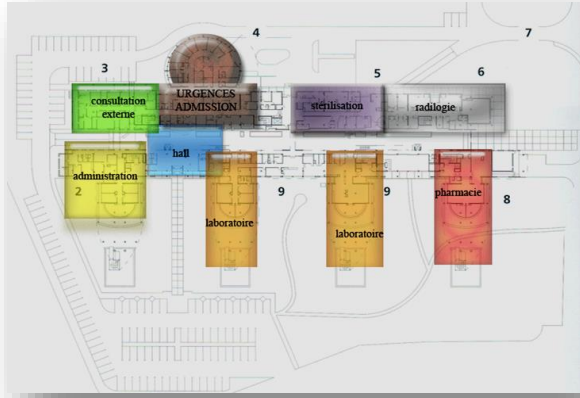 4
7
3
5
6
URGENCES
ADMISSION
consultation
externe
stérilisation
radilogie
hall
administration
2
9
9
pharmacie
8
laboratoire
laboratoire